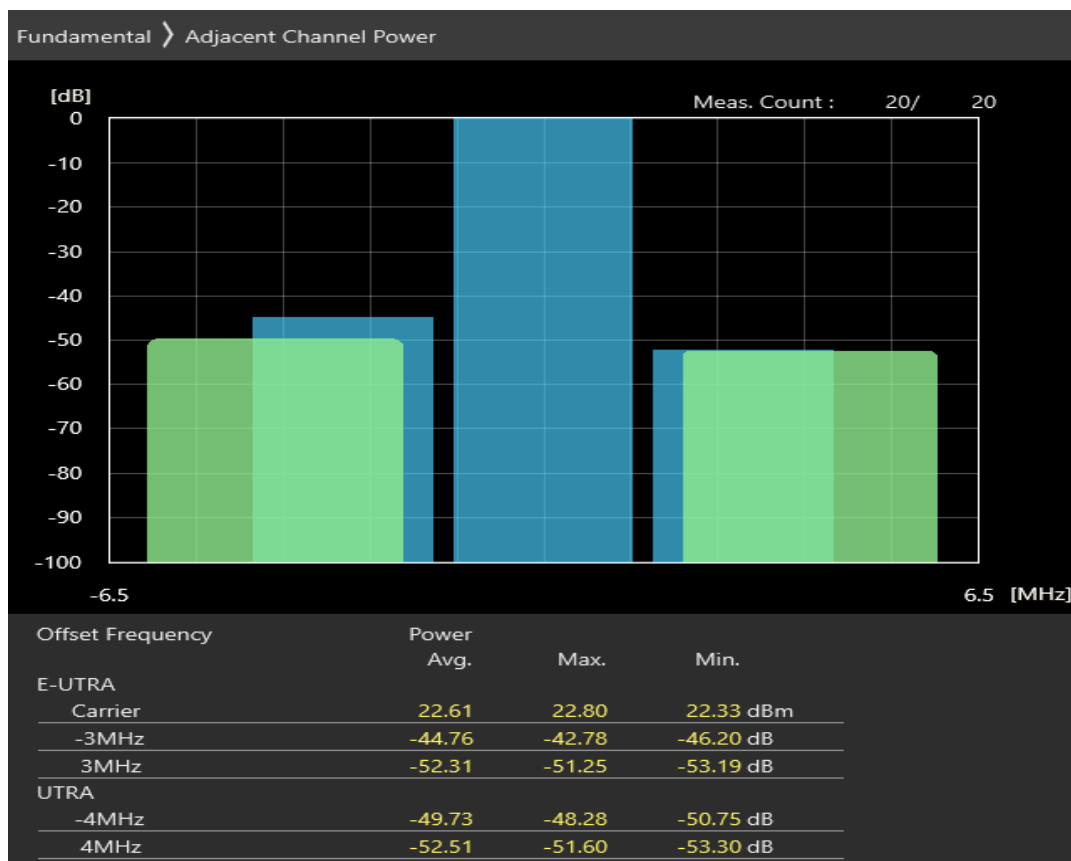 Fundamental 〉 Adjacent Channel Power
[dB]
Meas. Count : 20/ 20
0
-10
-20
-30
-40
-50
-60
-70
-80
-90
-100
-6.5 6.5 [MHz]
Offset Frequency Power
Avg. Max. Min.
E-UTRA
Carrier 22.61 22.80 22.33 dBm
-3MHz -44.76 -42.78 -46.20 dB
3MHz -52.31 -51.25 -53.19 dB
UTRA
-4MHz -49.73 -48.28 -50.75 dB
4MHz -52.51 -51.60 -53.30 dB